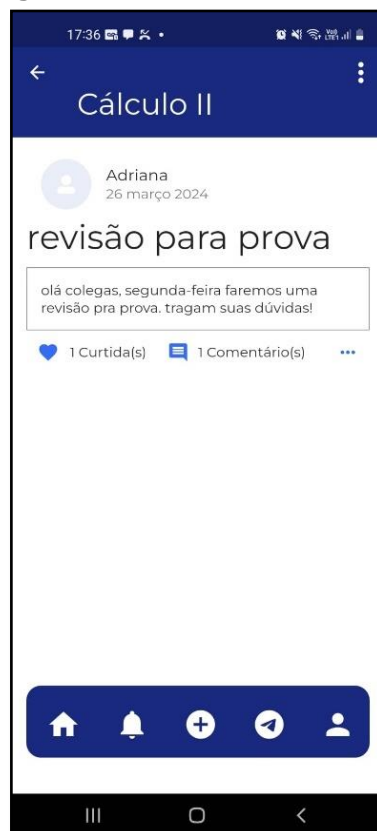 17:36
Cálculo II
Adriana
26 março 2024
revisão para prova
olá colegas, segunda-feira faremos uma
revisão pra prova. tragam suas dúvidas!
1 Curtida(s) 1 Comentário(s)